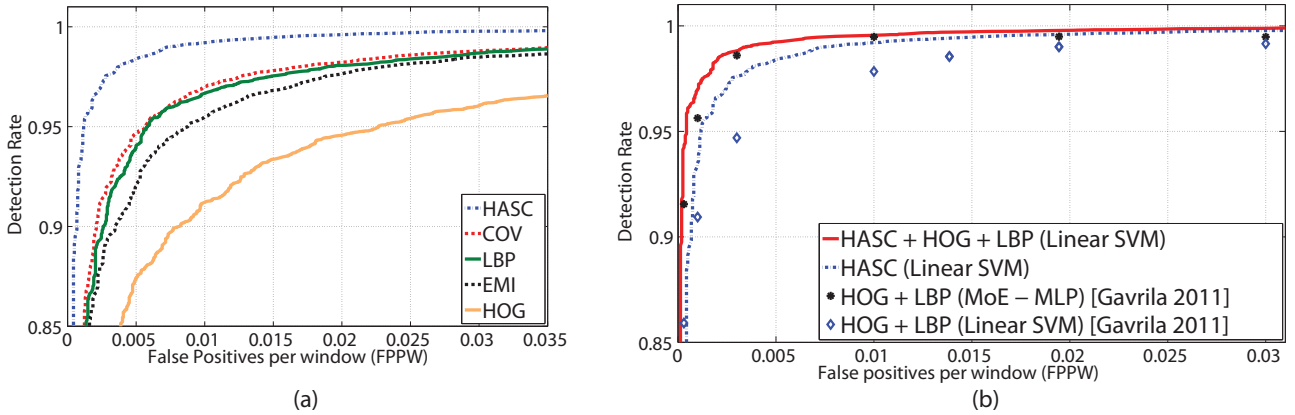 Detection Rate
1
0.95
0.9
0.85
0
0.005
0.01
0.015
0.02
0.025
0.03
0.035
False Positives per window (FPPW)
HASC
COV
LBP
EMI
HOG
(a)
Detection Rate
1
0.95
0.9
0.85
0
0.005
0.01
0.015
0.02
0.025
0.03
False positives per window (FPPW)
HASC + HOG + LBP (Linear SVM)
HASC (Linear SVM)
HOG + LBP (MoE − MLP) [Gavrila 2011]
HOG + LBP (Linear SVM) [Gavrila 2011]
(b)